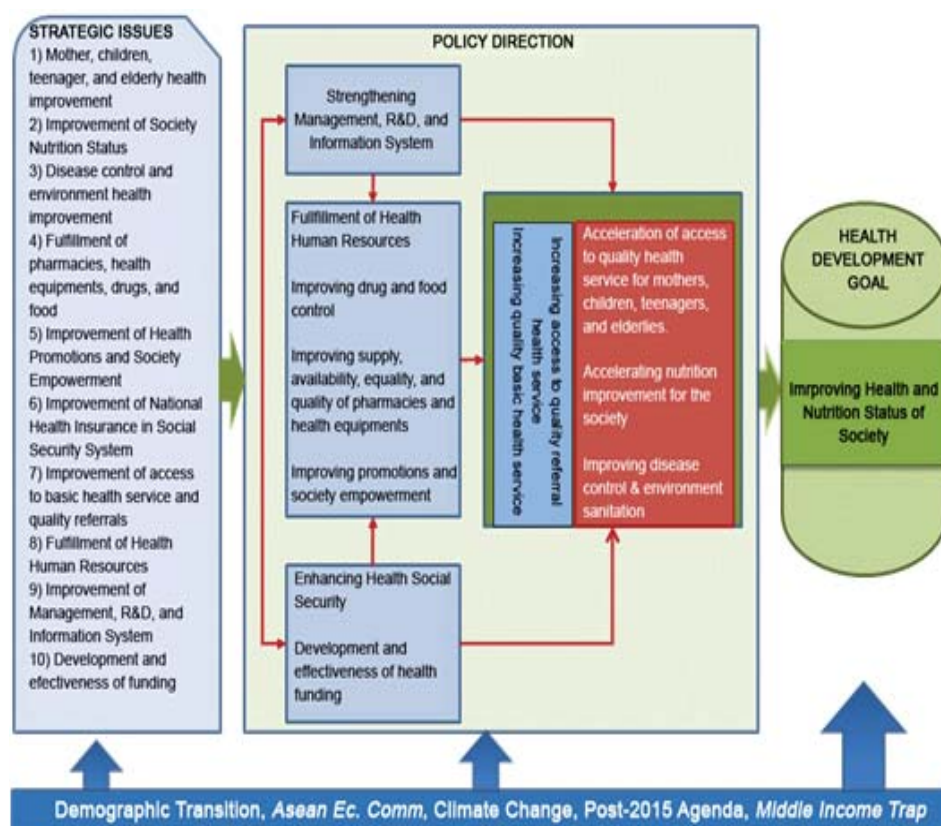 STRATEGIC ISSUES
1) Mother, children,
teenager, and elderly health
improvement
2) Improvement of Society
Nutrition Status
3) Disease control and
environment health
improvement
4) Fulfillment of
pharmacies, health
equipments, drugs, and
food
5) Improvement of Health
Promotions and Society
Empowerment
6) Improvement of National
Health Insurance in Social
Security System
7) Improvement of access
to basic health service and
quality referrals
8) Fulfillment of Health
Human Resources
9) Improvement of
Management, R&D, and
Information System
10) Development and
efectiveness of funding
POLICY DIRECTION
Strengthening
Management, R&D, and
Information System
Fullfillment of Health
Human Resources
Improving drug and food
control
Improving supply,
availability, equality, and
quality of pharmacies and
health equipments
Improving promotions and
society empowerment
Enhancing Health Social
Security
Development and
effectiveness of health
funding
Increasing access to quality referral
health service
Increasing quality basic health service
Acceleration of access
to quality health
service for mothers,
children, teenagers,
and elderlies.
Accelerating nutrition
improvement for the
society
Improving disease
control & environment
sanitation
HEALTH
DEVELOPMENT
GOAL
Improving Health and
Nutrition Status of
Society
Demographic Transition, Asean Ec. Comm, Climate Change, Post-2015 Agenda, Middle Income Trap